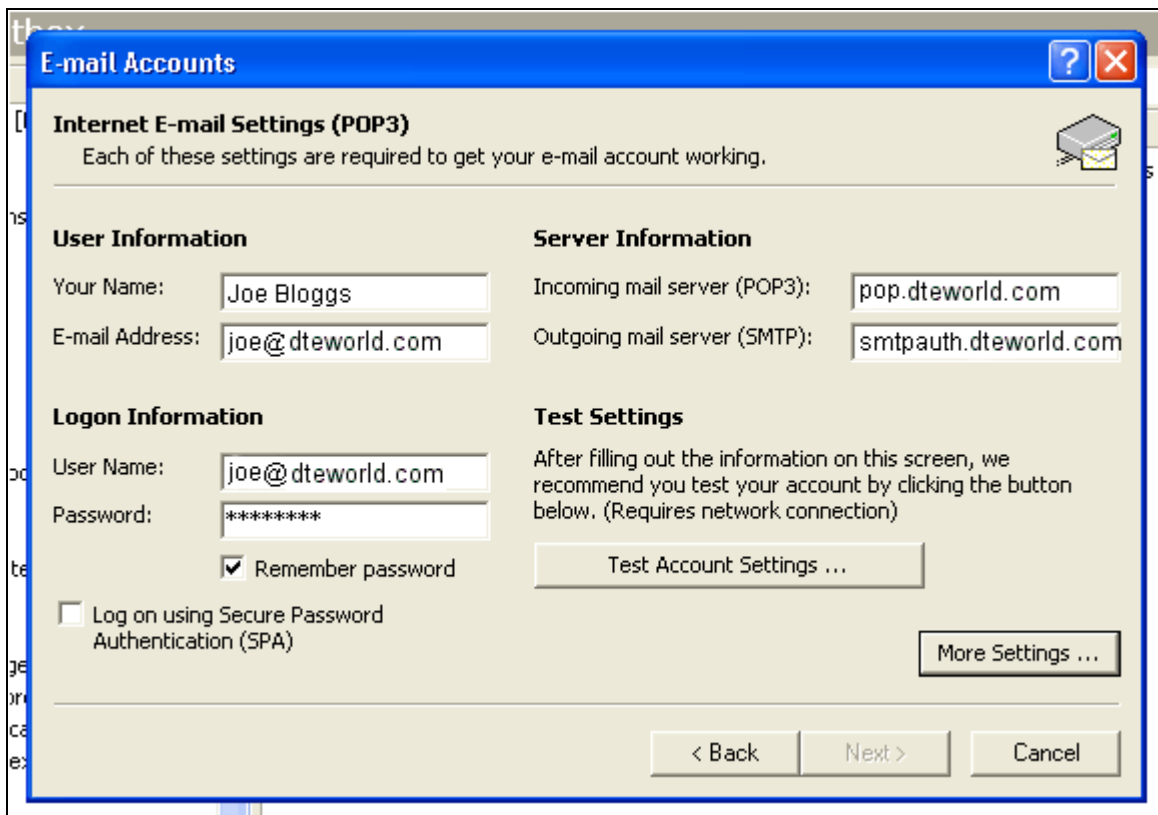 E-mail Accounts
Internet E-mail Settings (POP3)
Each of these settings are required to get your e-mail account working.
User Information
Your Name: Joe Bloggs
E-mail Address: joe@dteworld.com
Server Information
Incoming mail server (POP3): pop.dteworld.com
Outgoing mail server (SMTP): smtpauth.dteworld.com
Logon Information
User Name: joe@dteworld.com
Password: ********
Remember password
Log on using Secure Password
Authentication (SPA)
Test Settings
After filling out the information on this screen, we
recommend you test your account by clicking the button
below. (Requires network connection)
Test Account Settings ...
More Settings ...
< Back Next > Cancel